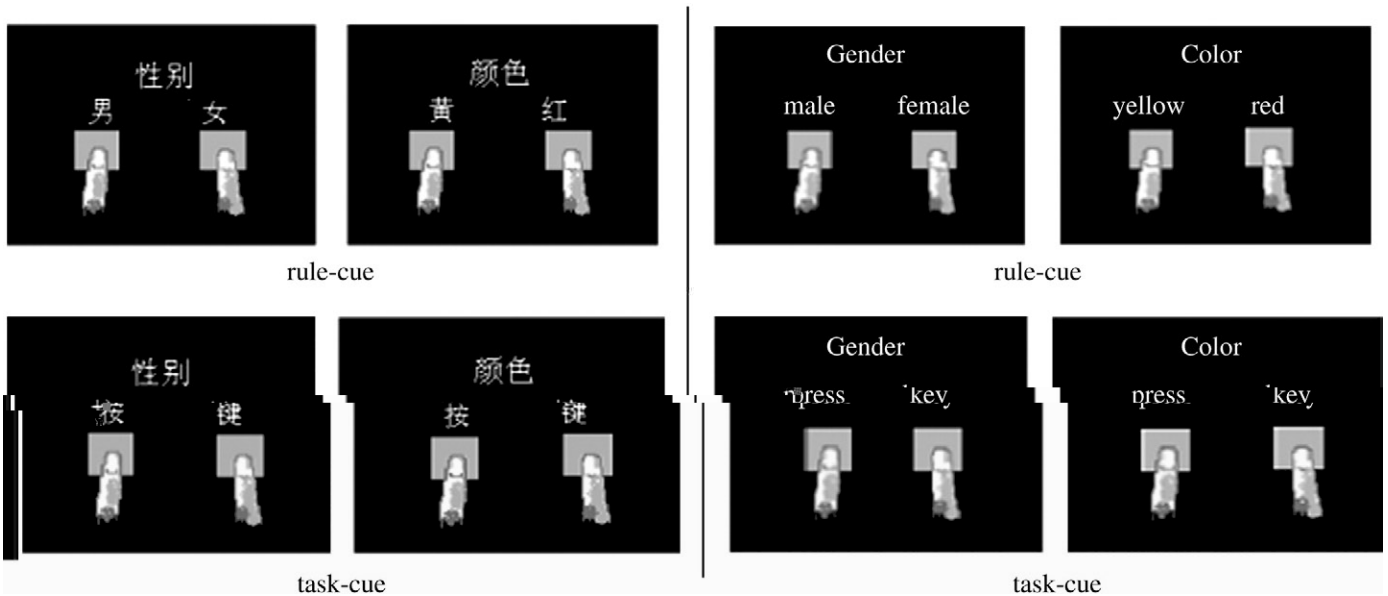 性别
男 女
颜色
黄 红
rule-cue
Gender
male female
Color
yellow red
rule-cue
性别
按 键
颜色
按 键
task-cue
Gender
press key
Color
press key
task-cue